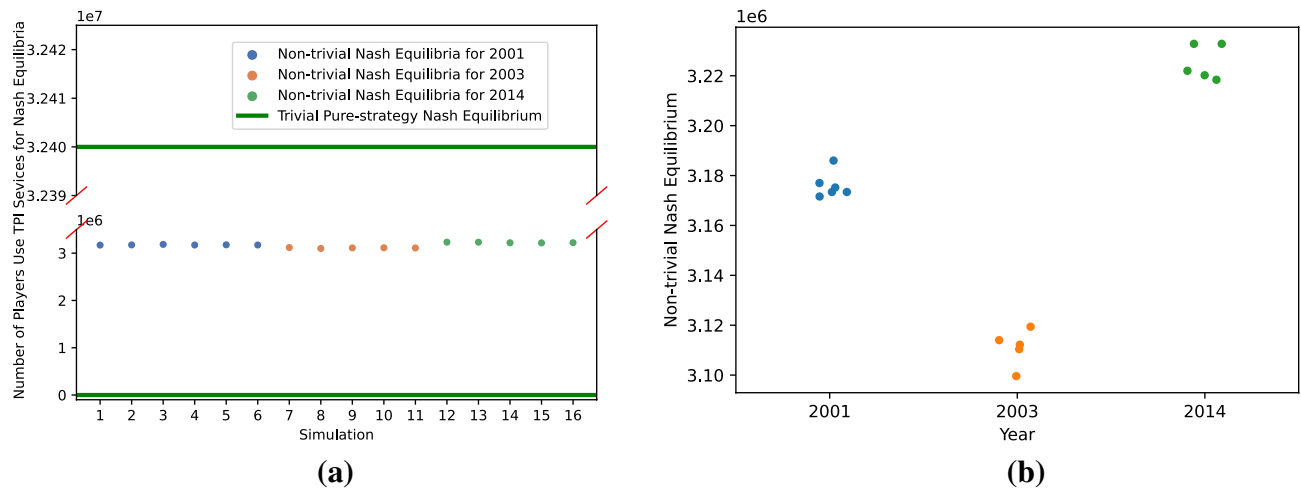 1e7
Number of Players Use TPI Sevices for Nash Equilibria
3.242
3.241
3.240
3.239
Non-trivial Nash Equilibria for 2001
Non-trivial Nash Equilibria for 2003
Non-trivial Nash Equilibria for 2014
Trivial Pure-strategy Nash Equilibrium
1e6
3
2
1
0
1 2 3 4 5 6 7 8 9 10 11 12 13 14 15 16
Simulation
(a)
1e6
Non-trivial Nash Equilibrium
3.22
3.20
3.18
3.16
3.14
3.12
3.10
2001 2003 2014
Year
(b)